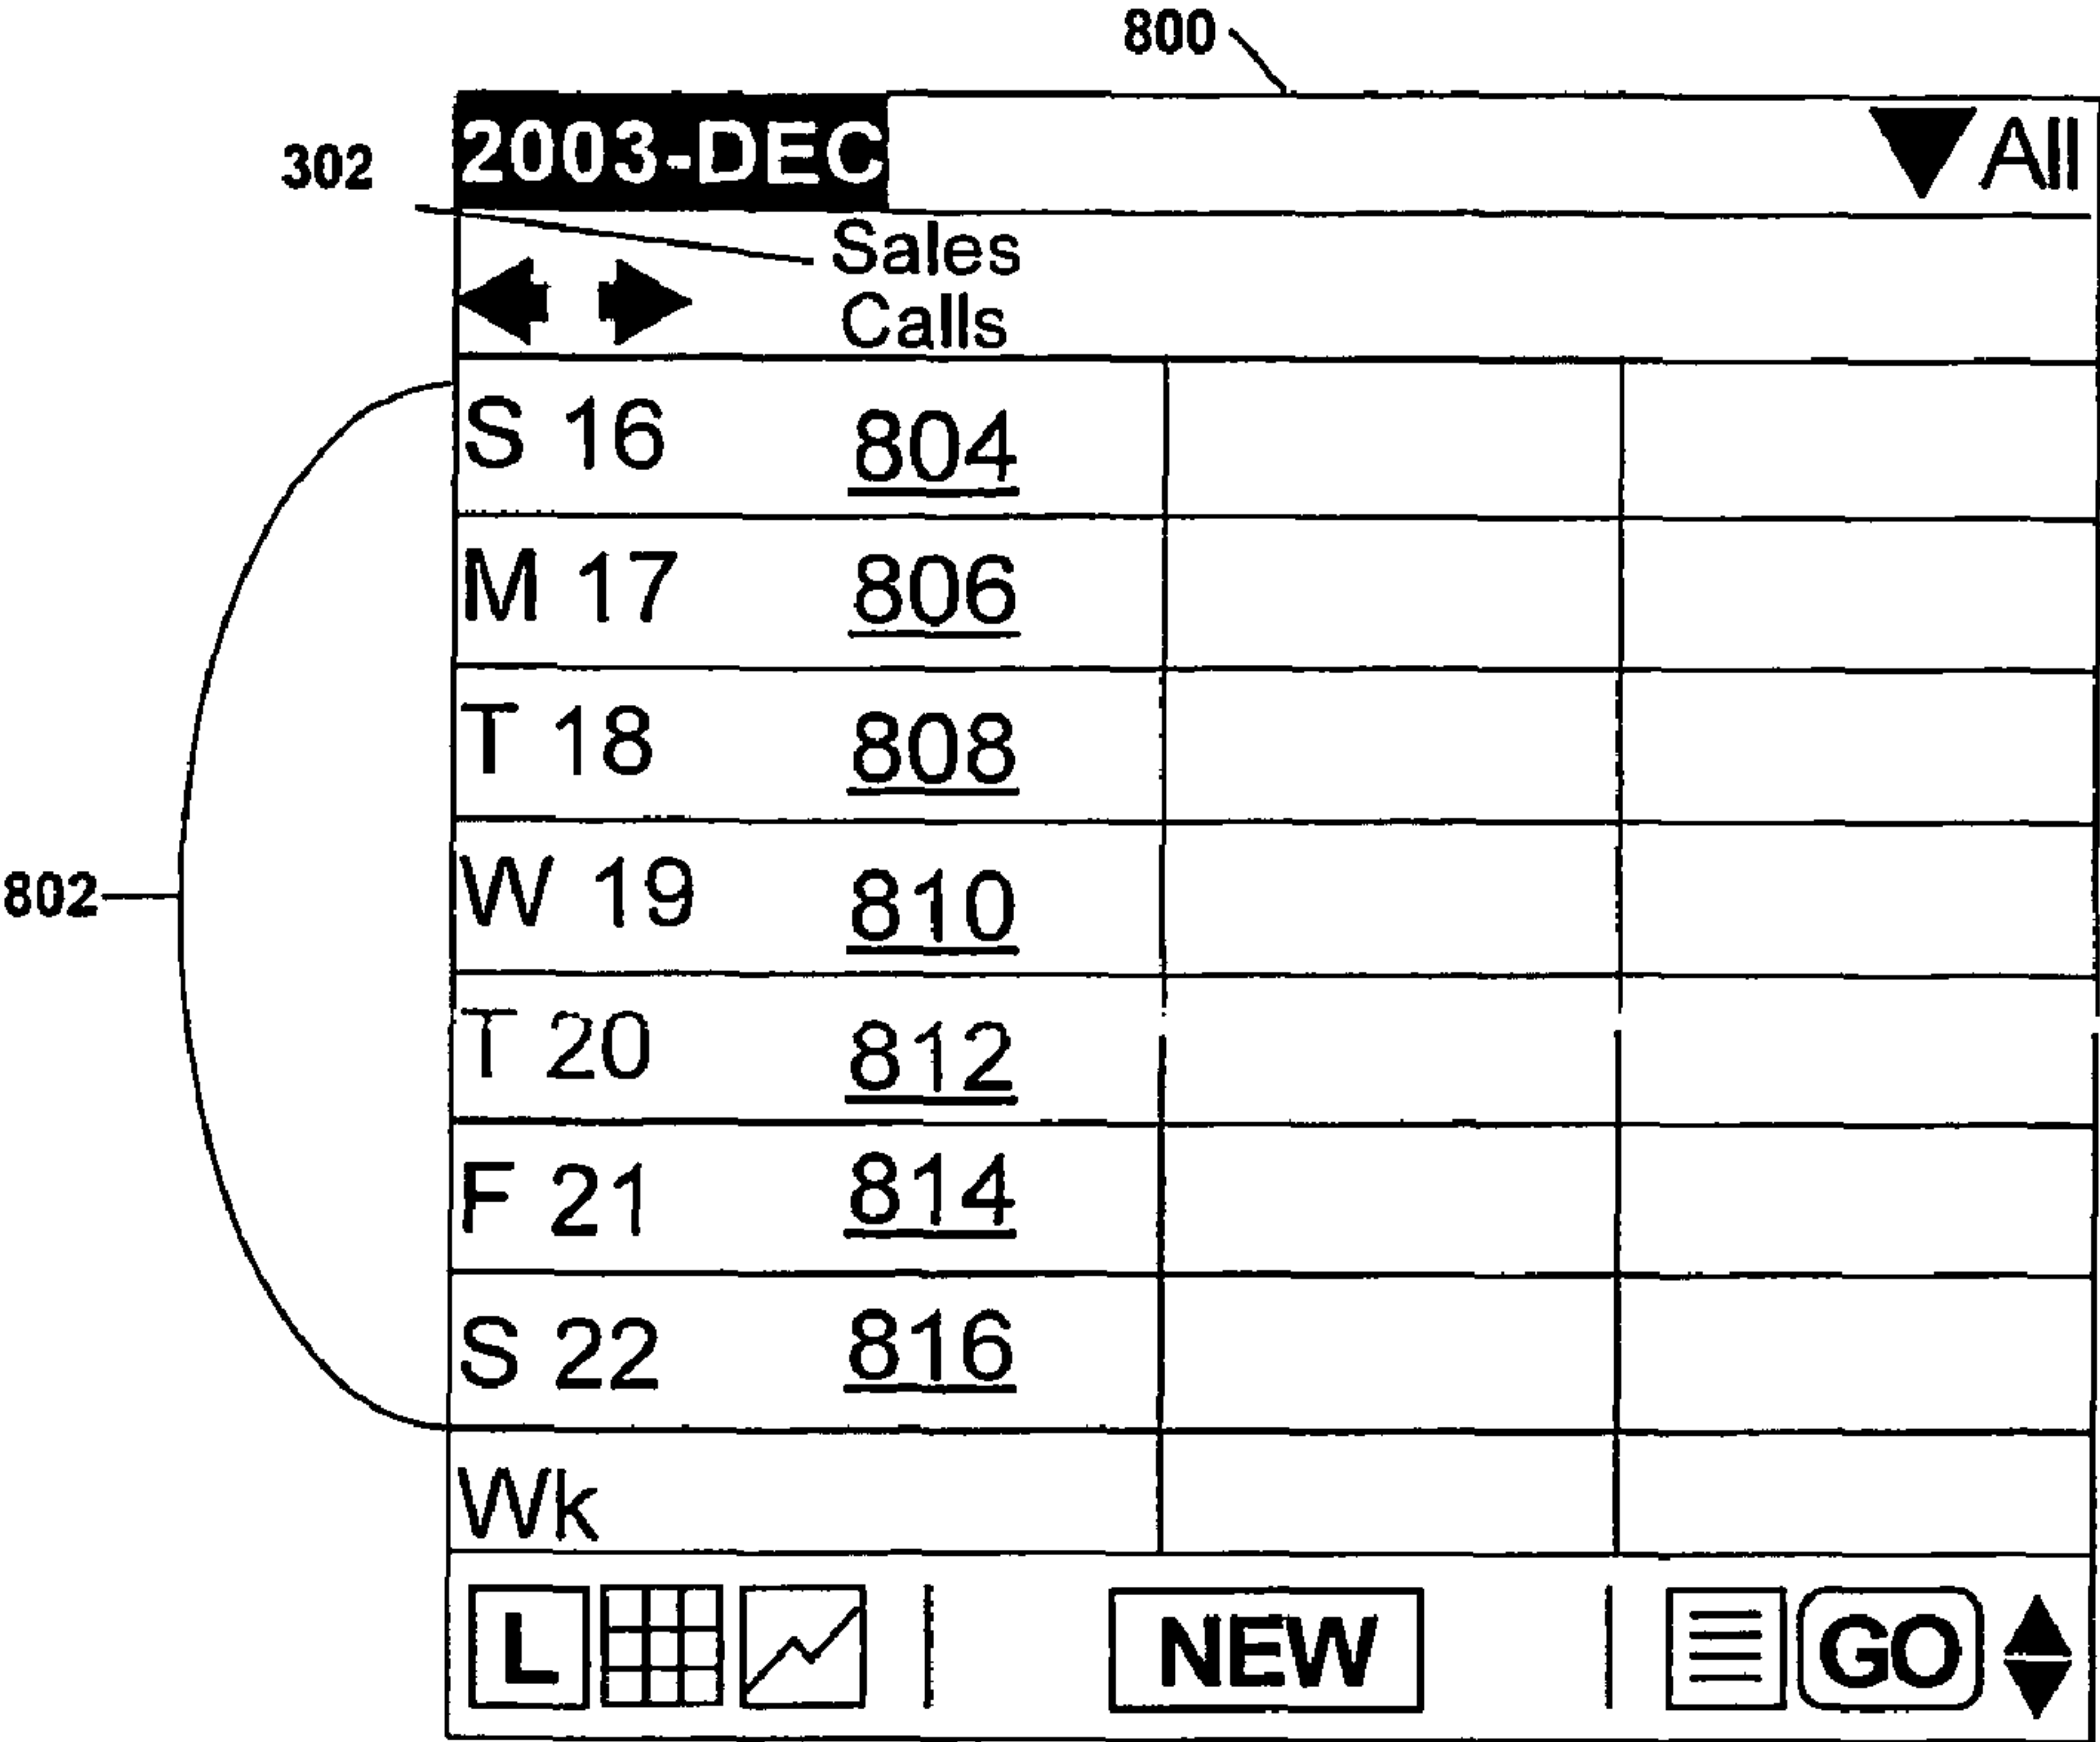 800
2003-DEC All
302
Sales
Calls
S 16 804
M 17 806
T 18 808
W 19 810
802
T 20 812
F 21 814
S 22 816
Wk
L NEW GO